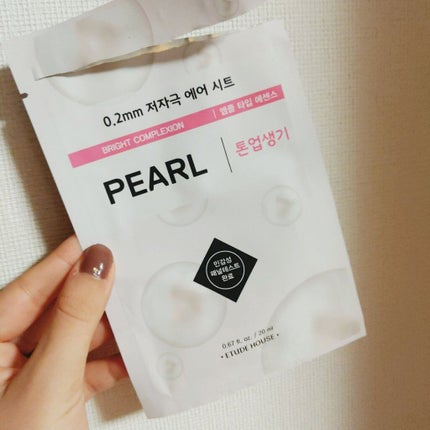 0.2mm 저자극 에어 시트
BRIGHT COMPLEXION | 앰플 타입 에센스
PEARL | 톤업생기
민감성
패널테스트
완료
0.67 fl. oz. / 20 ml
• ETUDE HOUSE •